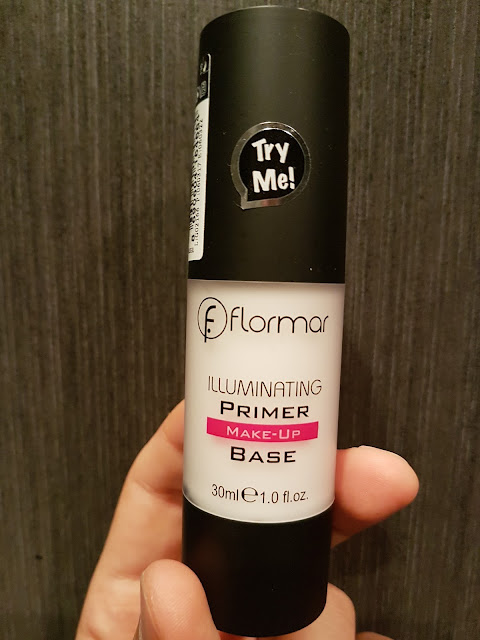 Try
Me!
flormar
ILLUMINATING
PRIMER
MAKE-UP
BASE
30ml℮1.0 fl.oz.